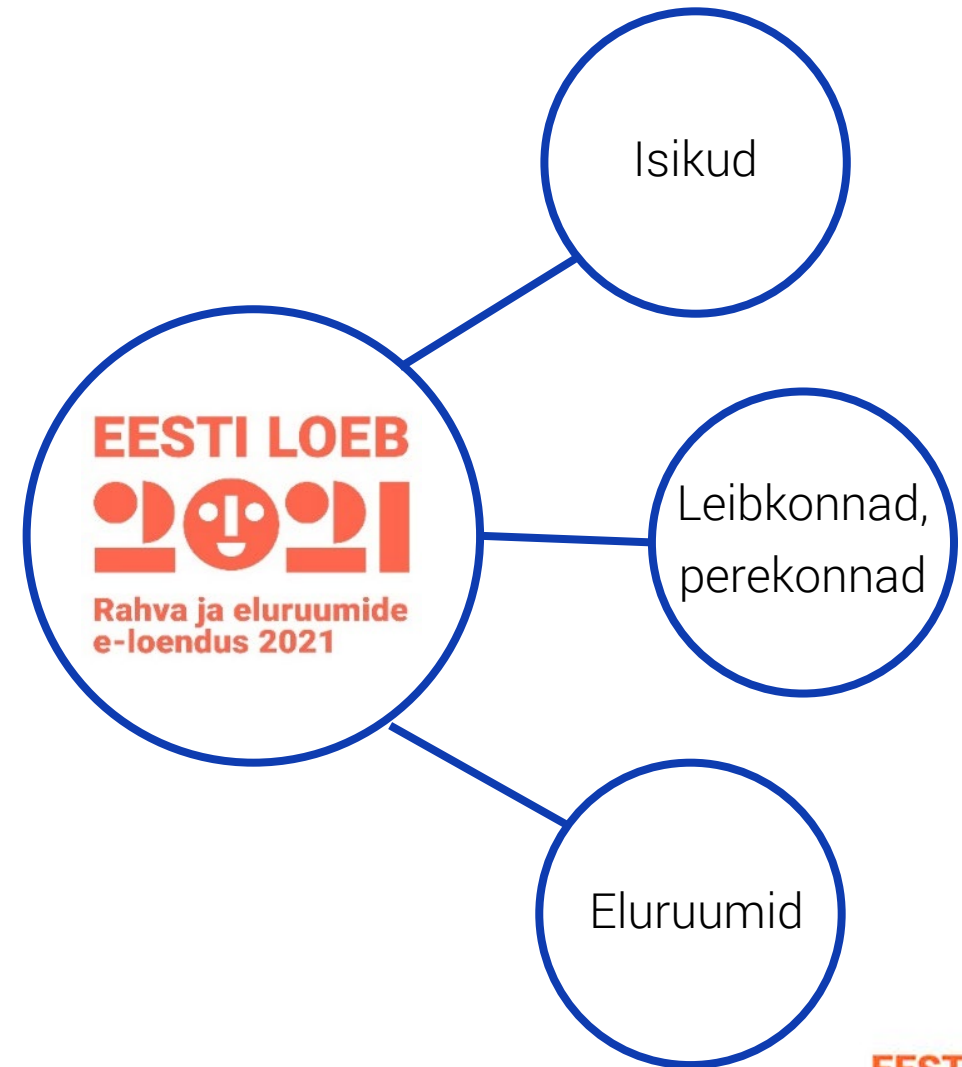 Isikud
EESTI LOEB
2021
Rahva ja eluruumide
e-loendus 2021
Leibkonnad,
perekonnad
Eluruumid